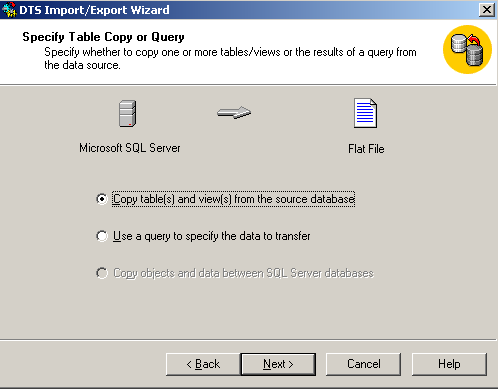 DTS Import/Export Wizard
Specify Table Copy or Query
Specify whether to copy one or more tables/views or the results of a query from
the data source.
Microsoft SQL Server
Flat File
Copy table(s) and view(s) from the source database
Use a query to specify the data to transfer
Copy objects and data between SQL Server databases
< Back
Next >
Cancel
Help